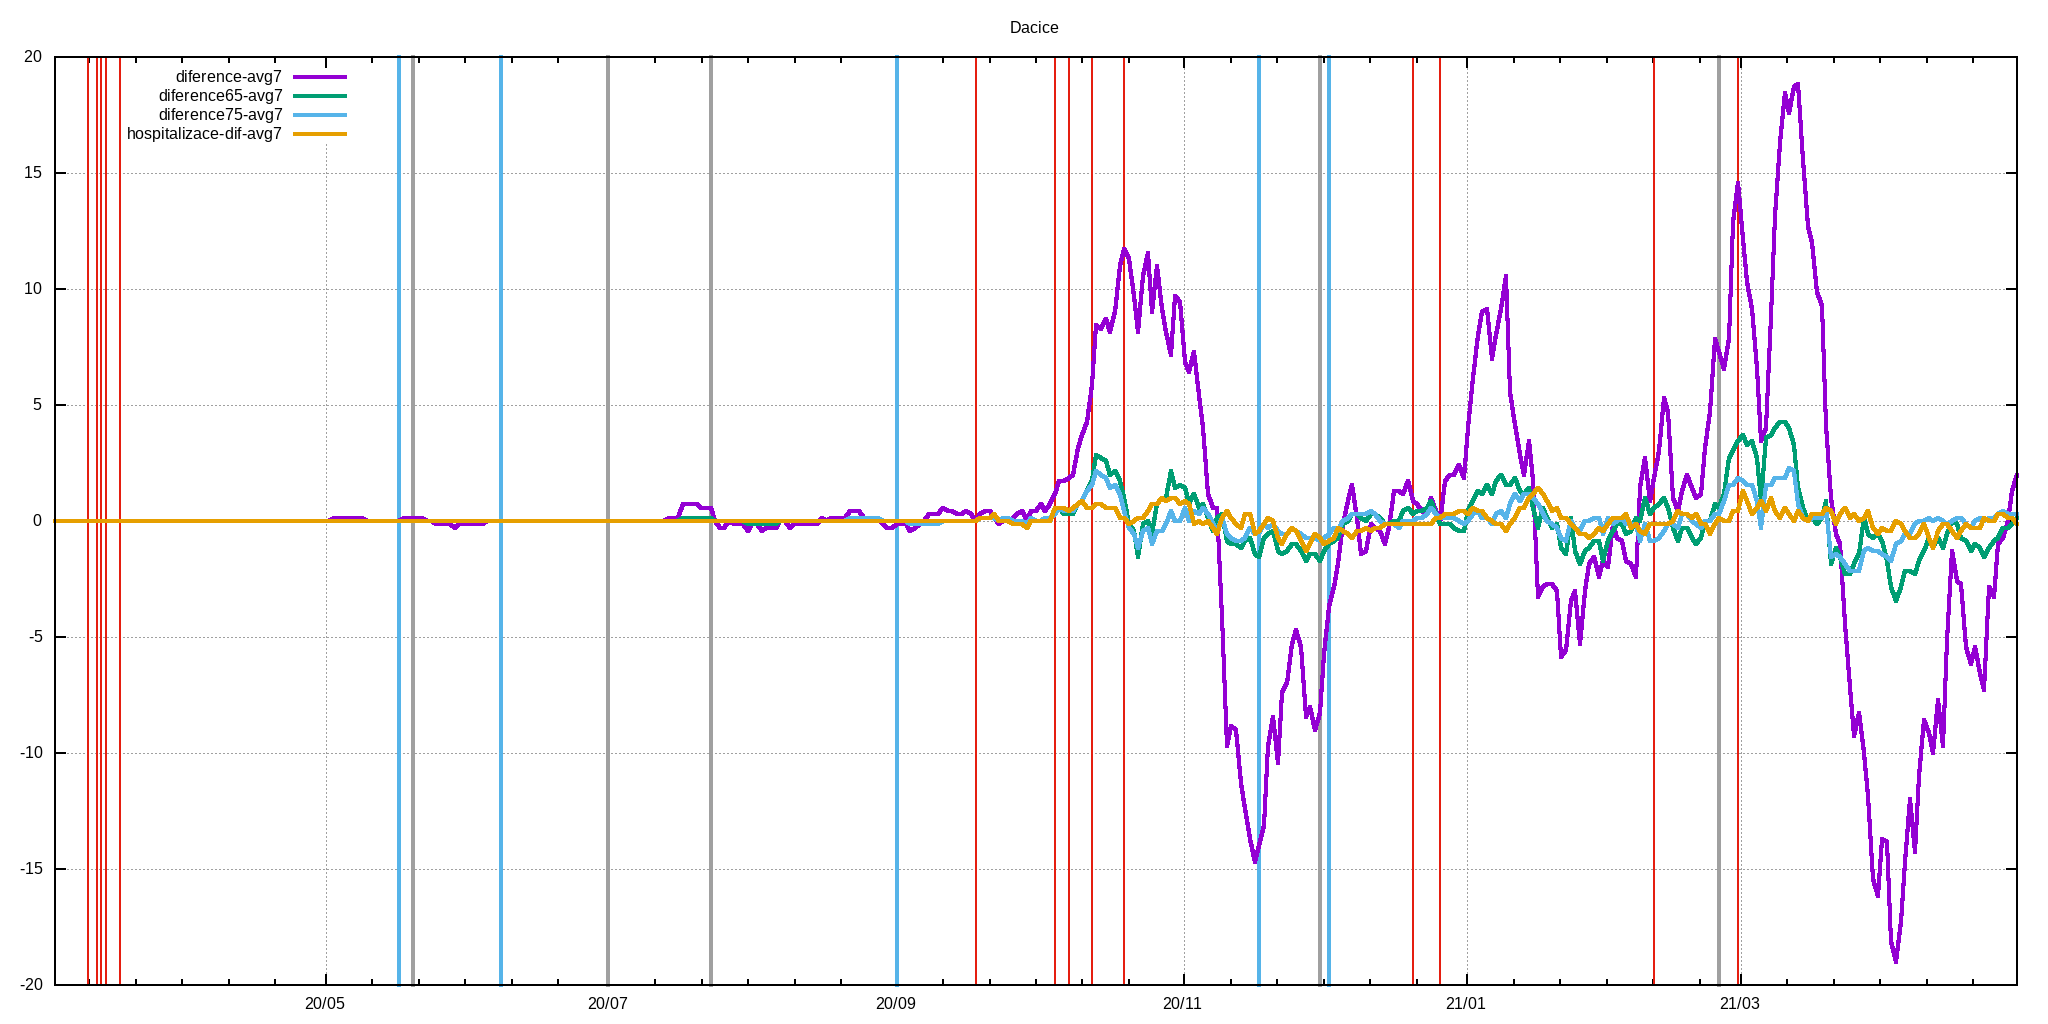 Dacice
diference-avg7
diference65-avg7
diference75-avg7
hospitalizace-dif-avg7
20
15
10
5
0
-5
-10
-15
-20
20/05 20/07 20/09 20/11 21/01 21/03